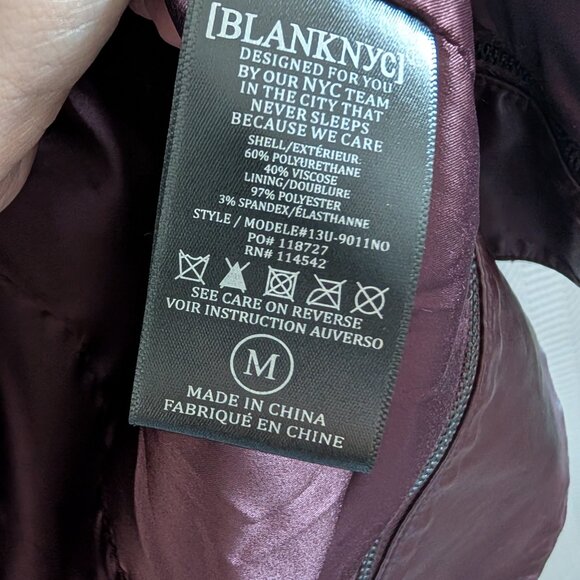 [BLANKNYC]
DESIGNED FOR YOU
BY OUR NYC TEAM
IN THE CITY THAT
NEVER SLEEPS
BECAUSE WE CARE
SHELL/EXTÉRIEUR
60% POLYURETHANE
40% VISCOSE
LINING/DOUBLURE
97% POLYESTER
3% SPANDEX/ÉLASTHANNE
STYLE / MODELE#13U-9011NO
PO# 118727
RN# 114542
SEE CARE ON REVERSE
VOIR INSTRUCTION AUVERSO
M
MADE IN CHINA
FABRIQUÉ EN CHINE